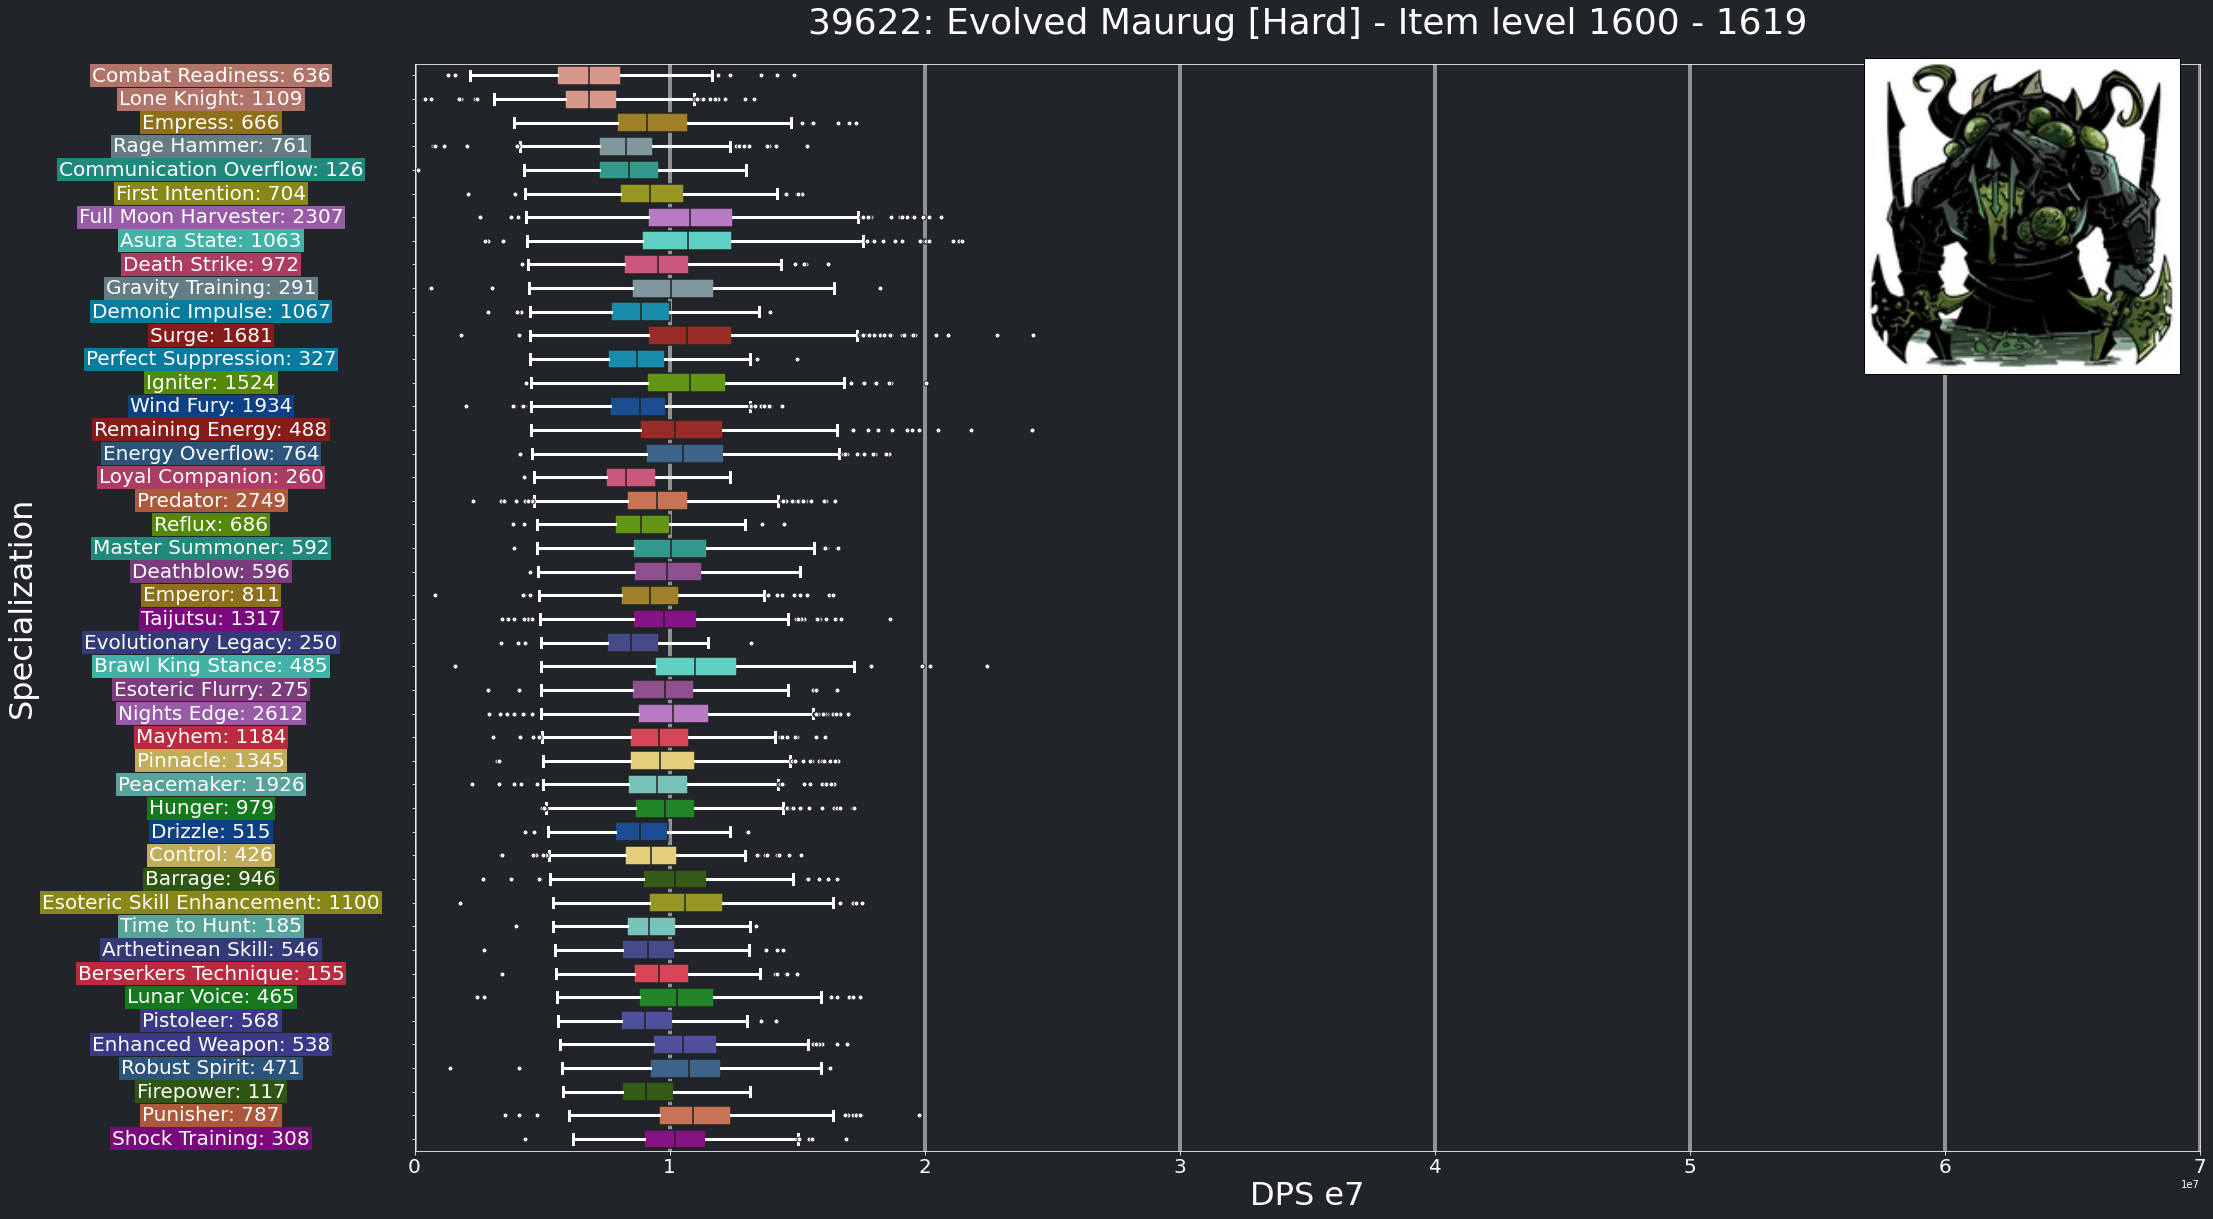 39622: Evolved Maurug [Hard] - Item level 1600 - 1619
Combat Readiness: 636
Lone Knight: 1109
Empress: 666
Rage Hammer: 761
Communication Overflow: 126
First Intention: 704
Full Moon Harvester: 2307
Asura State: 1063
Death Strike: 972
Gravity Training: 291
Demonic Impulse: 1067
Surge: 1681
Perfect Suppression: 327
Igniter: 1524
Wind Fury: 1934
Remaining Energy: 488
Energy Overflow: 764
Loyal Companion: 260
Predator: 2749
Reflux: 686
Master Summoner: 592
Deathblow: 596
Emperor: 811
Taijutsu: 1317
Evolutionary Legacy: 250
Brawl King Stance: 485
Esoteric Flurry: 275
Nights Edge: 2612
Mayhem: 1184
Pinnacle: 1345
Peacemaker: 1926
Hunger: 979
Drizzle: 515
Control: 426
Barrage: 946
Esoteric Skill Enhancement: 1100
Time to Hunt: 185
Arthetinean Skill: 546
Berserkers Technique: 155
Lunar Voice: 465
Pistoleer: 568
Enhanced Weapon: 538
Robust Spirit: 471
Firepower: 117
Punisher: 787
Shock Training: 308
Specialization
0 1 2 3 4 5 6 7
1e7
DPS e7